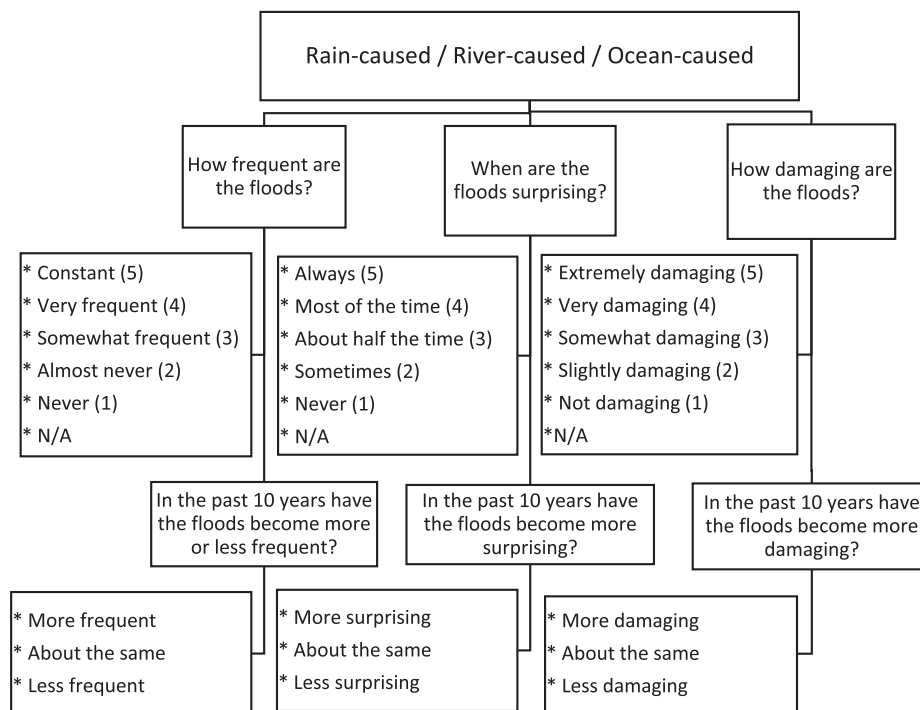 Rain-caused / River-caused / Ocean-caused
How frequent are
the floods?
When are the
floods surprising?
How damaging are
the floods?
* Constant (5)
* Very frequent (4)
* Somewhat frequent (3)
* Almost never (2)
* Never (1)
* N/A
* Always (5)
* Most of the time (4)
* About half the time (3)
* Sometimes (2)
* Never (1)
* N/A
* Extremely damaging (5)
* Very damaging (4)
* Somewhat damaging (3)
* Slightly damaging (2)
* Not damaging (1)
*N/A
In the past 10 years have
the floods become more
or less frequent?
In the past 10 years have
the floods become more
surprising?
In the past 10 years have
the floods become more
damaging?
* More frequent
* About the same
* Less frequent
* More surprising
* About the same
* Less surprising
* More damaging
* About the same
* Less damaging